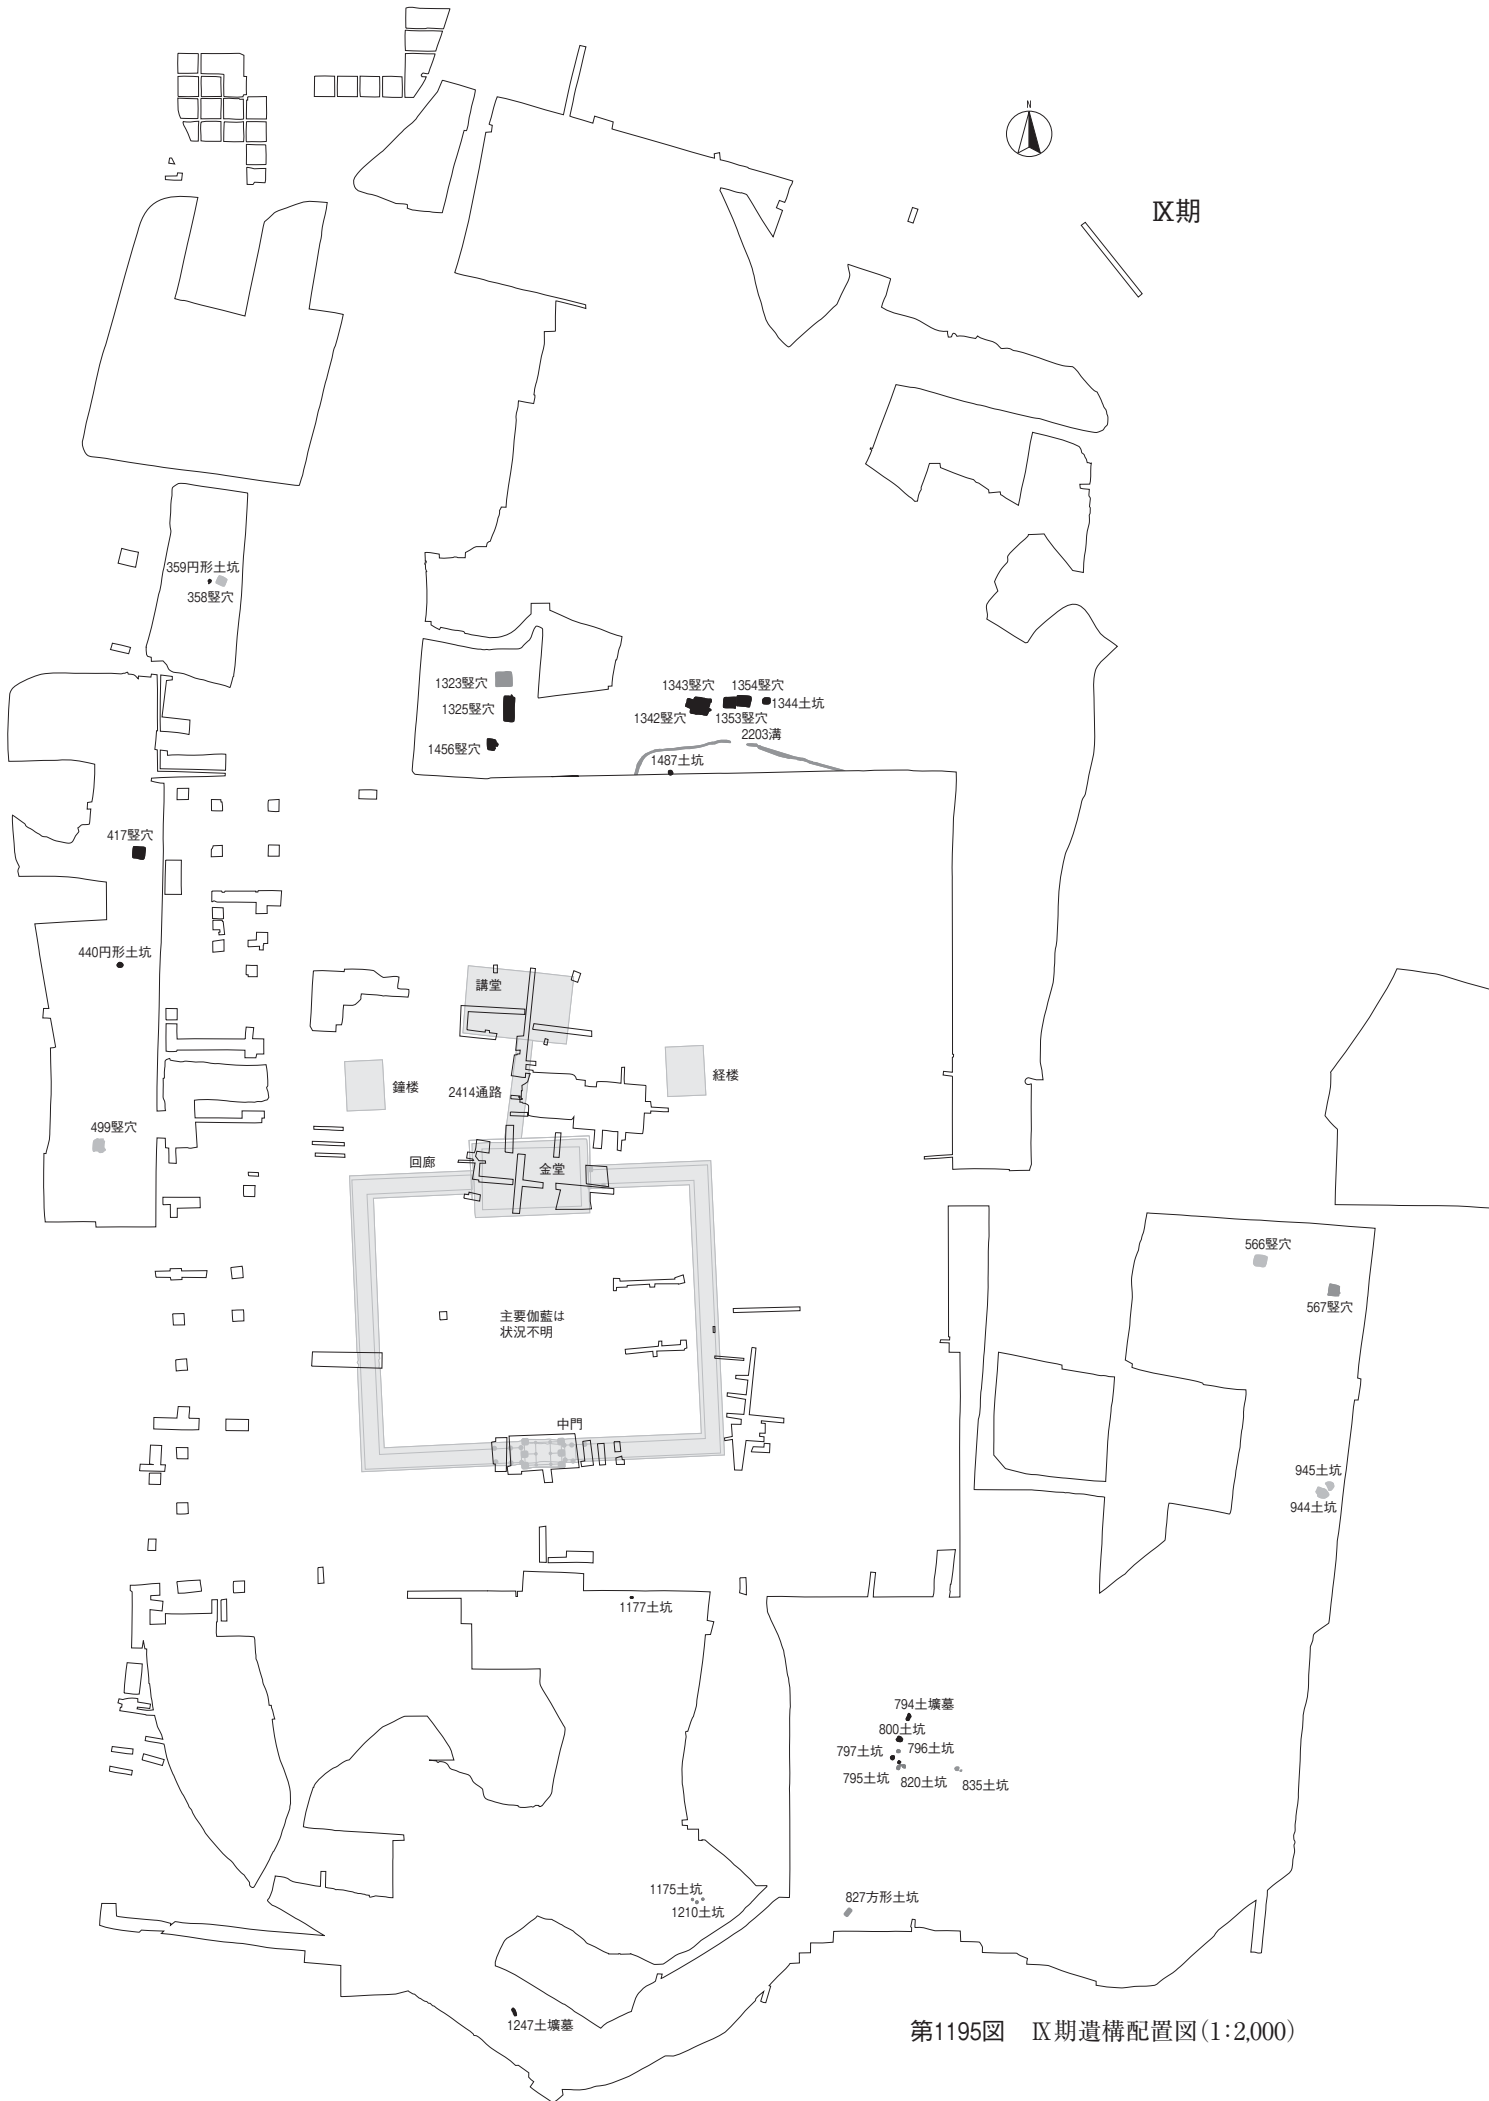 N
Ⅸ期
359円形土坑
358竪穴
1323竪穴
1325竪穴
1456竪穴
1343竪穴
1354竪穴
1344土坑
1342竪穴
1353竪穴
2203溝
1487土坑
417竪穴
440円形土坑
499竪穴
講堂
鐘楼
2414通路
経楼
回廊
金堂
主要伽藍は
状況不明
中門
566竪穴
567竪穴
945土坑
944土坑
1177土坑
794土壙墓
800土坑
797土坑
796土坑
795土坑
820土坑
835土坑
1175土坑
1210土坑
827方形土坑
1247土壙墓
第1195図 Ⅸ期遺構配置図(1:2,000)